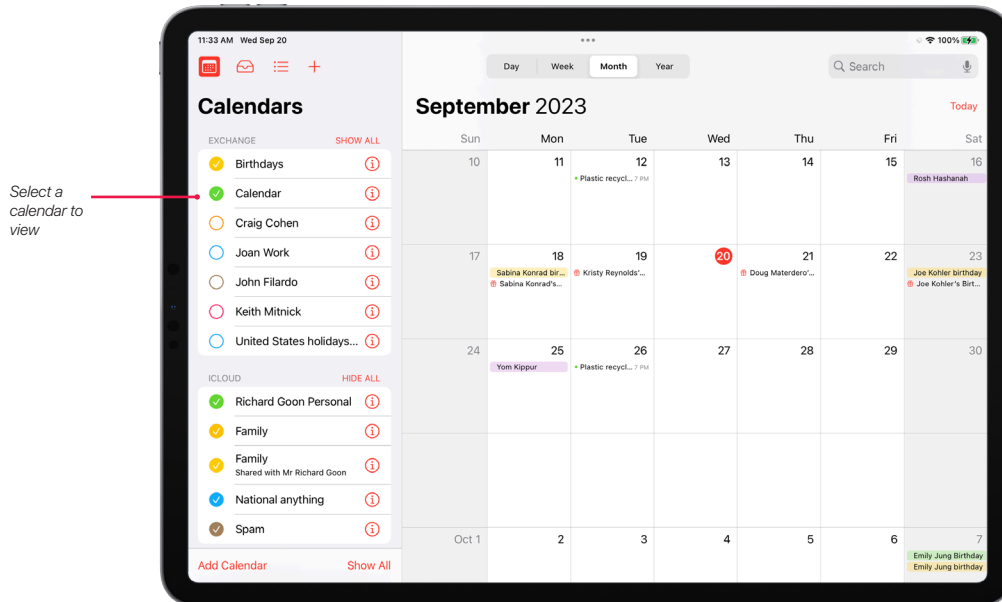 Select a
calendar to
view
11:33 AM Wed Sep 20
100%
Calendars
EXCHANGE SHOW ALL
Birthdays
Calendar
Craig Cohen
Joan Work
John Filardo
Keith Mitnick
United States holidays...
ICLOUD HIDE ALL
Richard Goon Personal
Family
Family
Shared with Mr Richard Goon
National anything
Spam
Add Calendar Show All
Day Week Month Year
Search
September 2023 Today
Sun Mon Tue Wed Thu Fri Sat
10 11 12 13 14 15 16
Plastic recycl... 7 PM Rosh Hashanah
17 18 19 20 21 22 23
Sabina Konrad bir... Kristy Reynolds'... Doug Materdero'... Joe Kohler birthday
Sabina Konrad's... Joe Kohler's Birt...
24 25 26 27 28 29 30
Yom Kippur Plastic recycl... 7 PM
Oct 1 2 3 4 5 6 7
Emily Jung Birthday
Emily Jung birthday